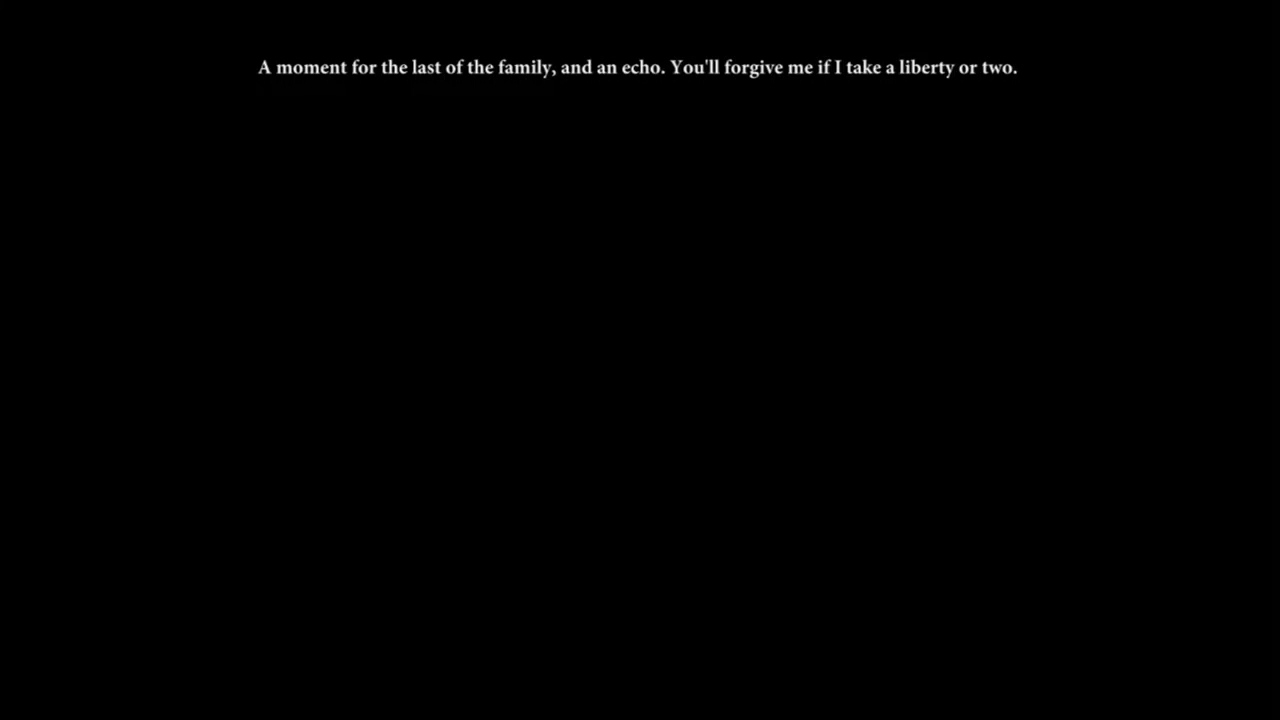 A moment for the last of the family, and an echo. You'll forgive me if I take a liberty or two.